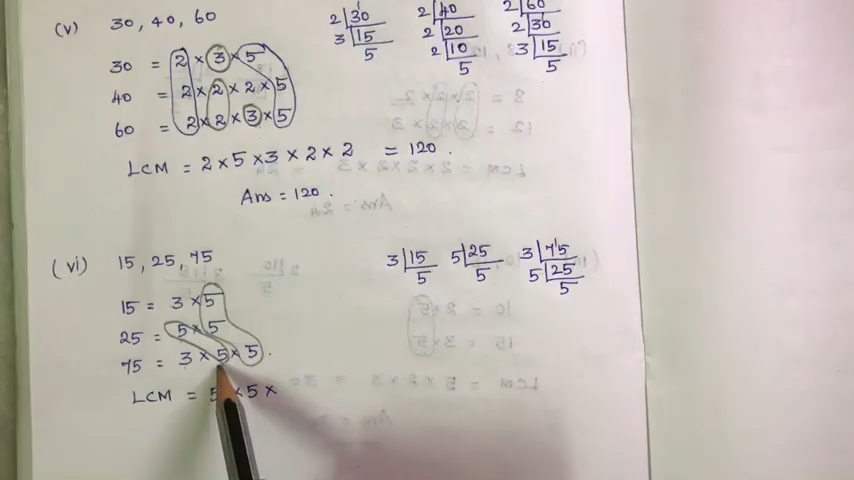 (v) 30, 40, 60
2|30 2|40 2|60
3|15 2|20 2|30
5 2|10 3|15
5 5
30 = 2 × 3 × 5
40 = 2 × 2 × 2 × 5
60 = 2 × 2 × 3 × 5
LCM = 2 × 5 × 3 × 2 × 2 = 120.
Ans = 120.
(vi) 15, 25, 75
3|15 5|25 3|75
5 5 5|25
5
15 = 3 × 5
25 = 5 × 5
75 = 3 × 5 × 5.
LCM = 5 × 5 ×